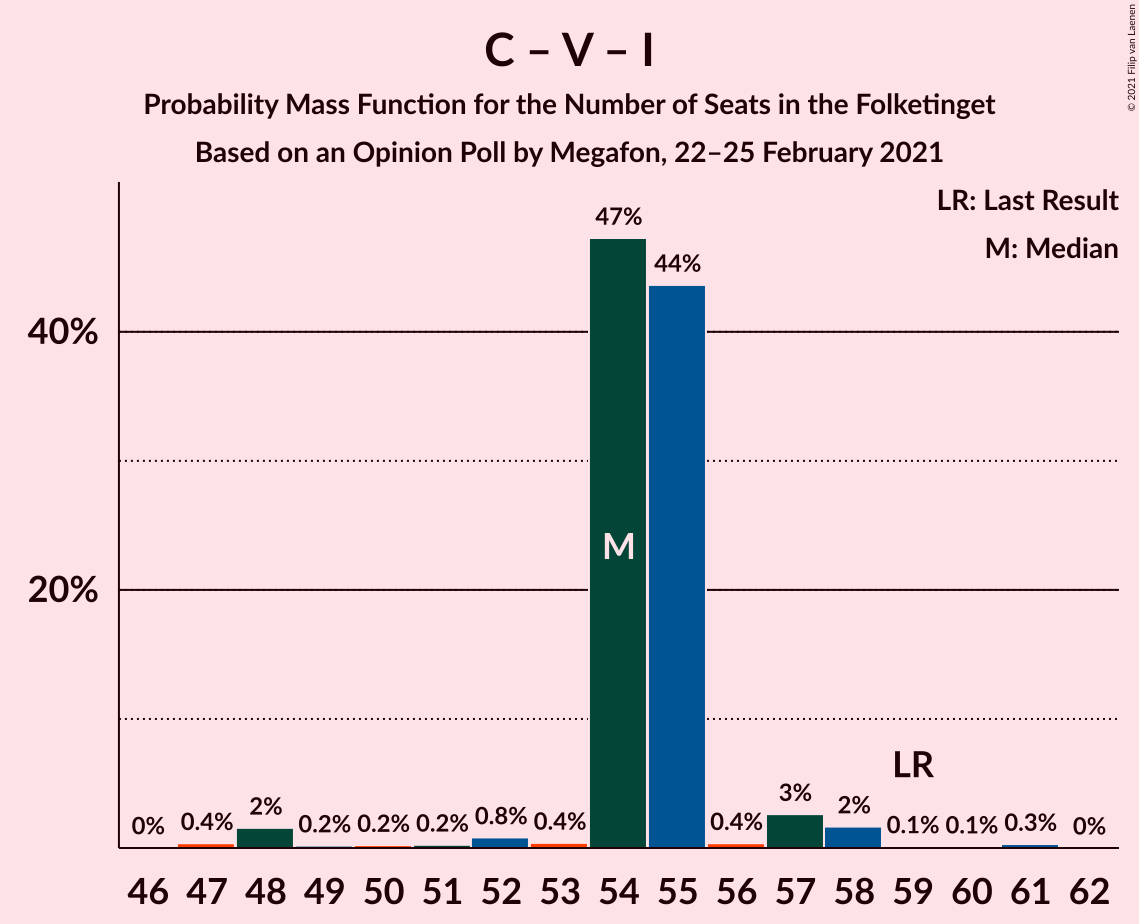 C – V – I
Probability Mass Function for the Number of Seats in the Folketinget
Based on an Opinion Poll by Megafon, 22–25 February 2021
© 2021 Filip van Laenen
LR: Last Result
M: Median
40%
20%
0% 0.4% 2% 0.2% 0.2% 0.2% 0.8% 0.4% 47% 44% 0.4% 3% 2% 0.1% 0.1% 0.3% 0%
M
LR
46 47 48 49 50 51 52 53 54 55 56 57 58 59 60 61 62